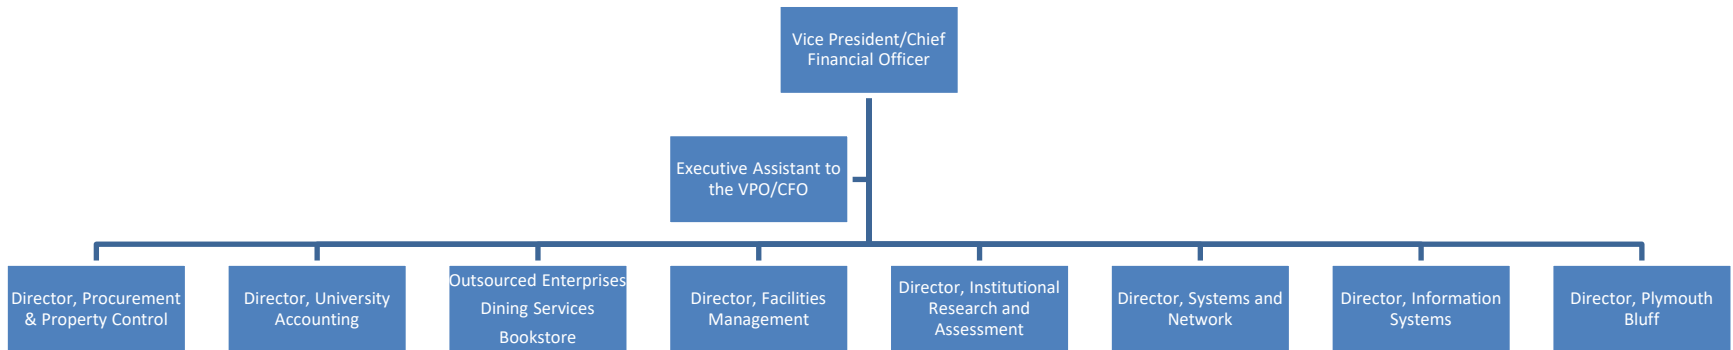 Vice President/Chief
Financial Officer
Executive Assistant to
the VPO/CFO
Director, Procurement
& Property Control
Director, University
Accounting
Outsourced Enterprises
Dining Services
Bookstore
Director, Facilities
Management
Director, Institutional
Research and
Assessment
Director, Systems and
Network
Director, Information
Systems
Director, Plymouth
Bluff